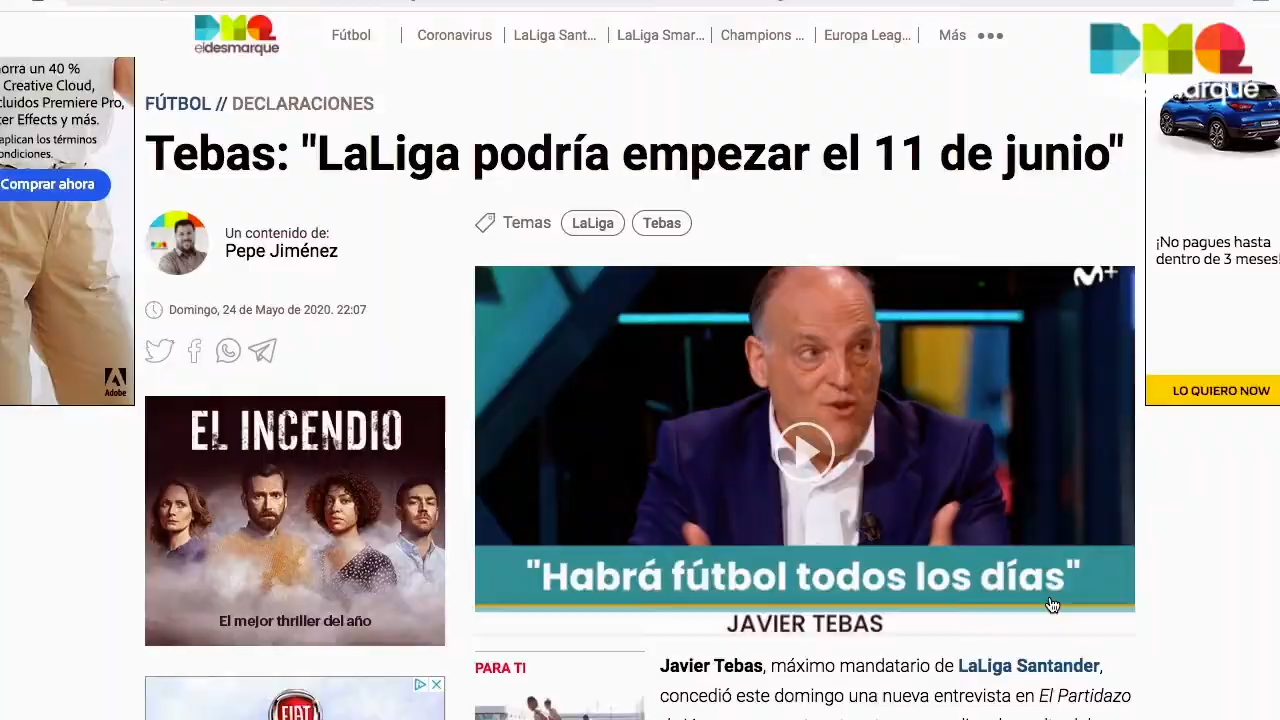 DMQ
eldesmarque
Fútbol
Coronavirus
LaLiga Sant...
LaLiga Smar...
Champions ...
Europa Leag...
Más
DMQ
FÚTBOL // DECLARACIONES
Tebas: "LaLiga podría empezar el 11 de junio"
Un contenido de:
Pepe Jiménez
Temas
LaLiga
Tebas
Domingo, 24 de Mayo de 2020. 22:07
orra un 40 %
Creative Cloud,
cluidos Premiere Pro,
ter Effects y más.
aplican los términos
ondiciones.
Comprar ahora
Adobe
M+
¡No pagues hasta
dentro de 3 meses!
LO QUIERO NOW
EL INCENDIO
El mejor thriller del año
"Habrá fútbol todos los días"
JAVIER TEBAS
FIAT
PARA TI
Javier Tebas, máximo mandatario de LaLiga Santander,
concedió este domingo una nueva entrevista en El Partidazo